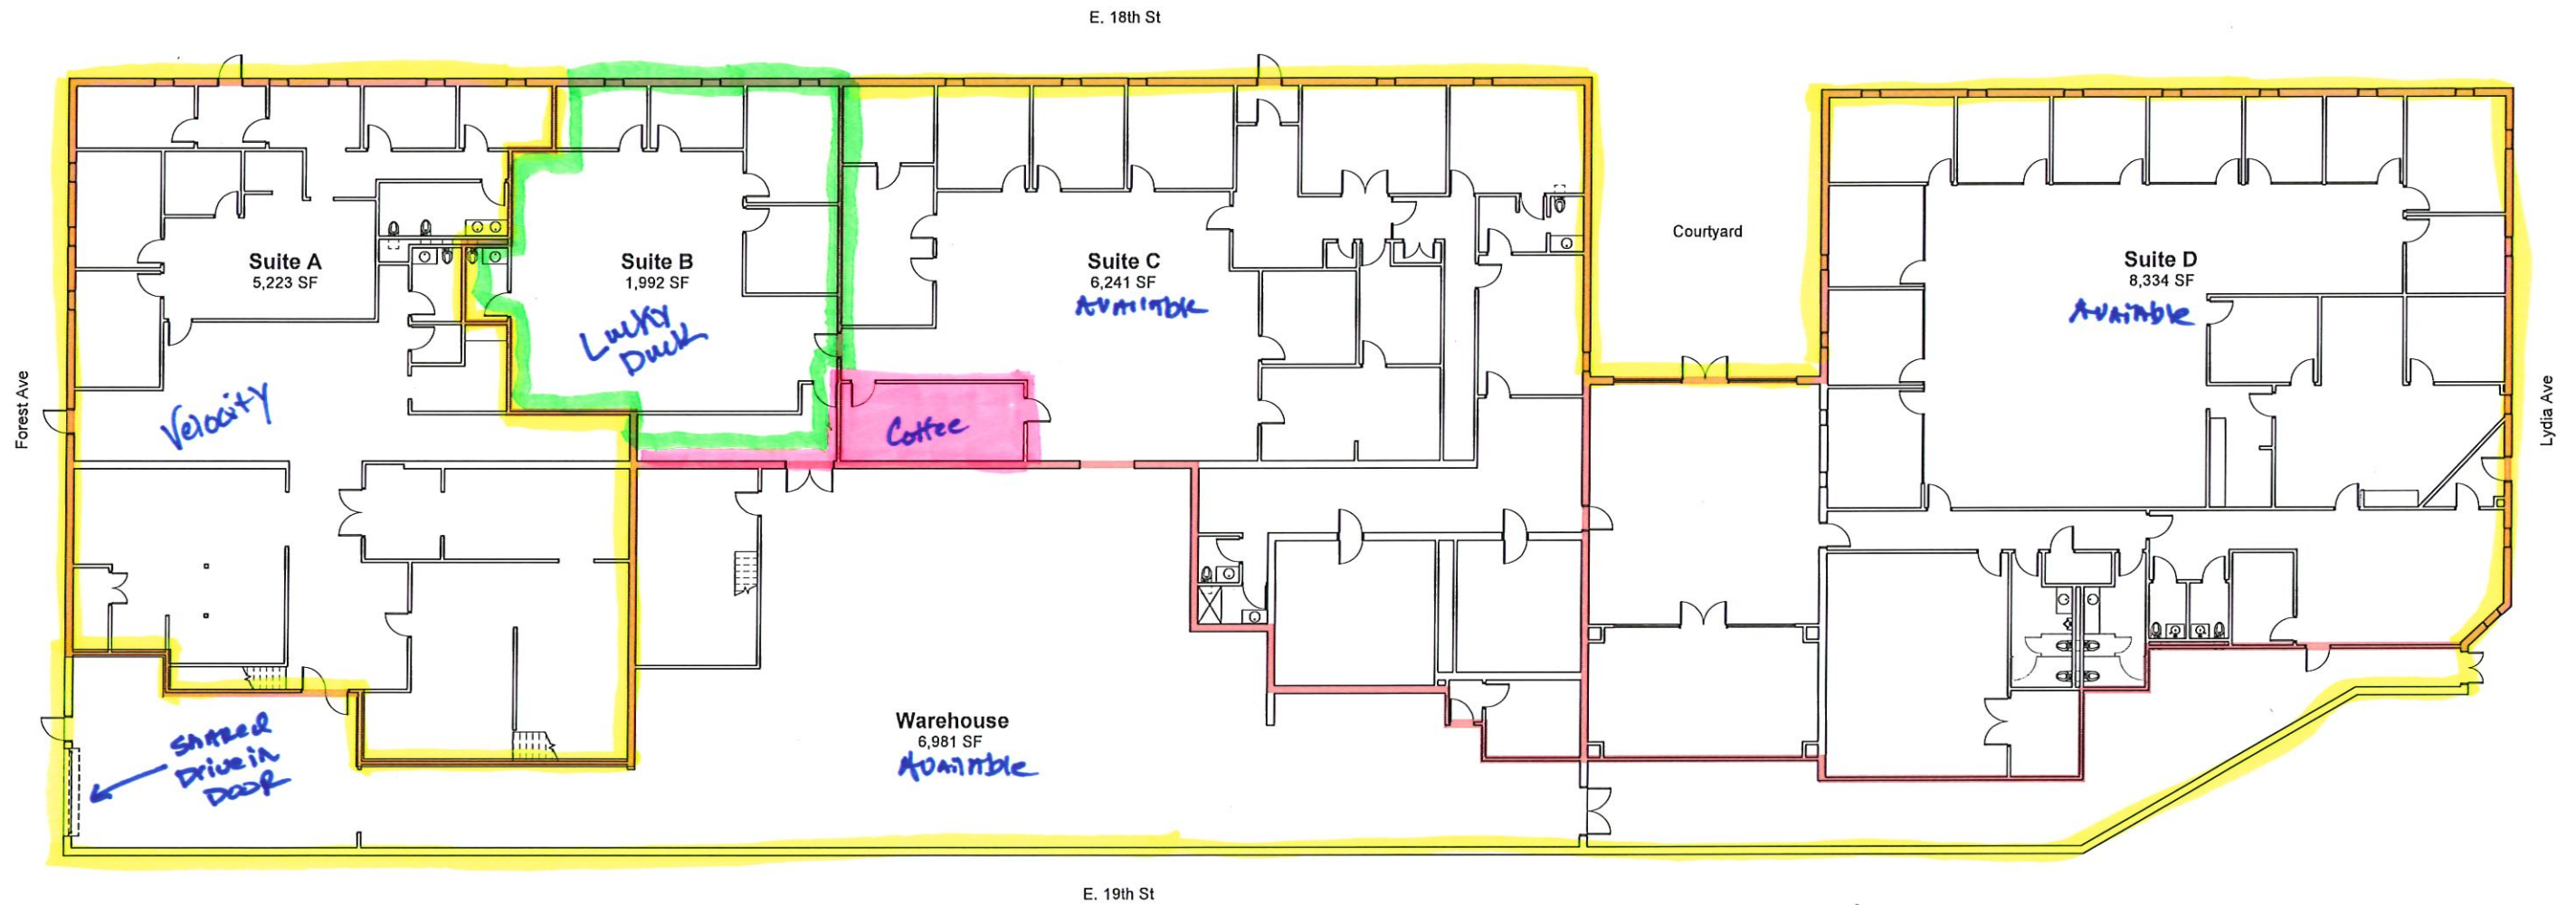 E. 18th St
Forest Ave
Suite A
5,223 SF
Velocity
Suite B
1,992 SF
Lucky
Duck
Suite C
6,241 SF
AVAilAble
Coffee
Courtyard
Suite D
8,334 SF
AVAilAble
Lydia Ave
Warehouse
6,981 SF
AVAilAble
SHAREd
Drive in
DOOR
E. 19th St